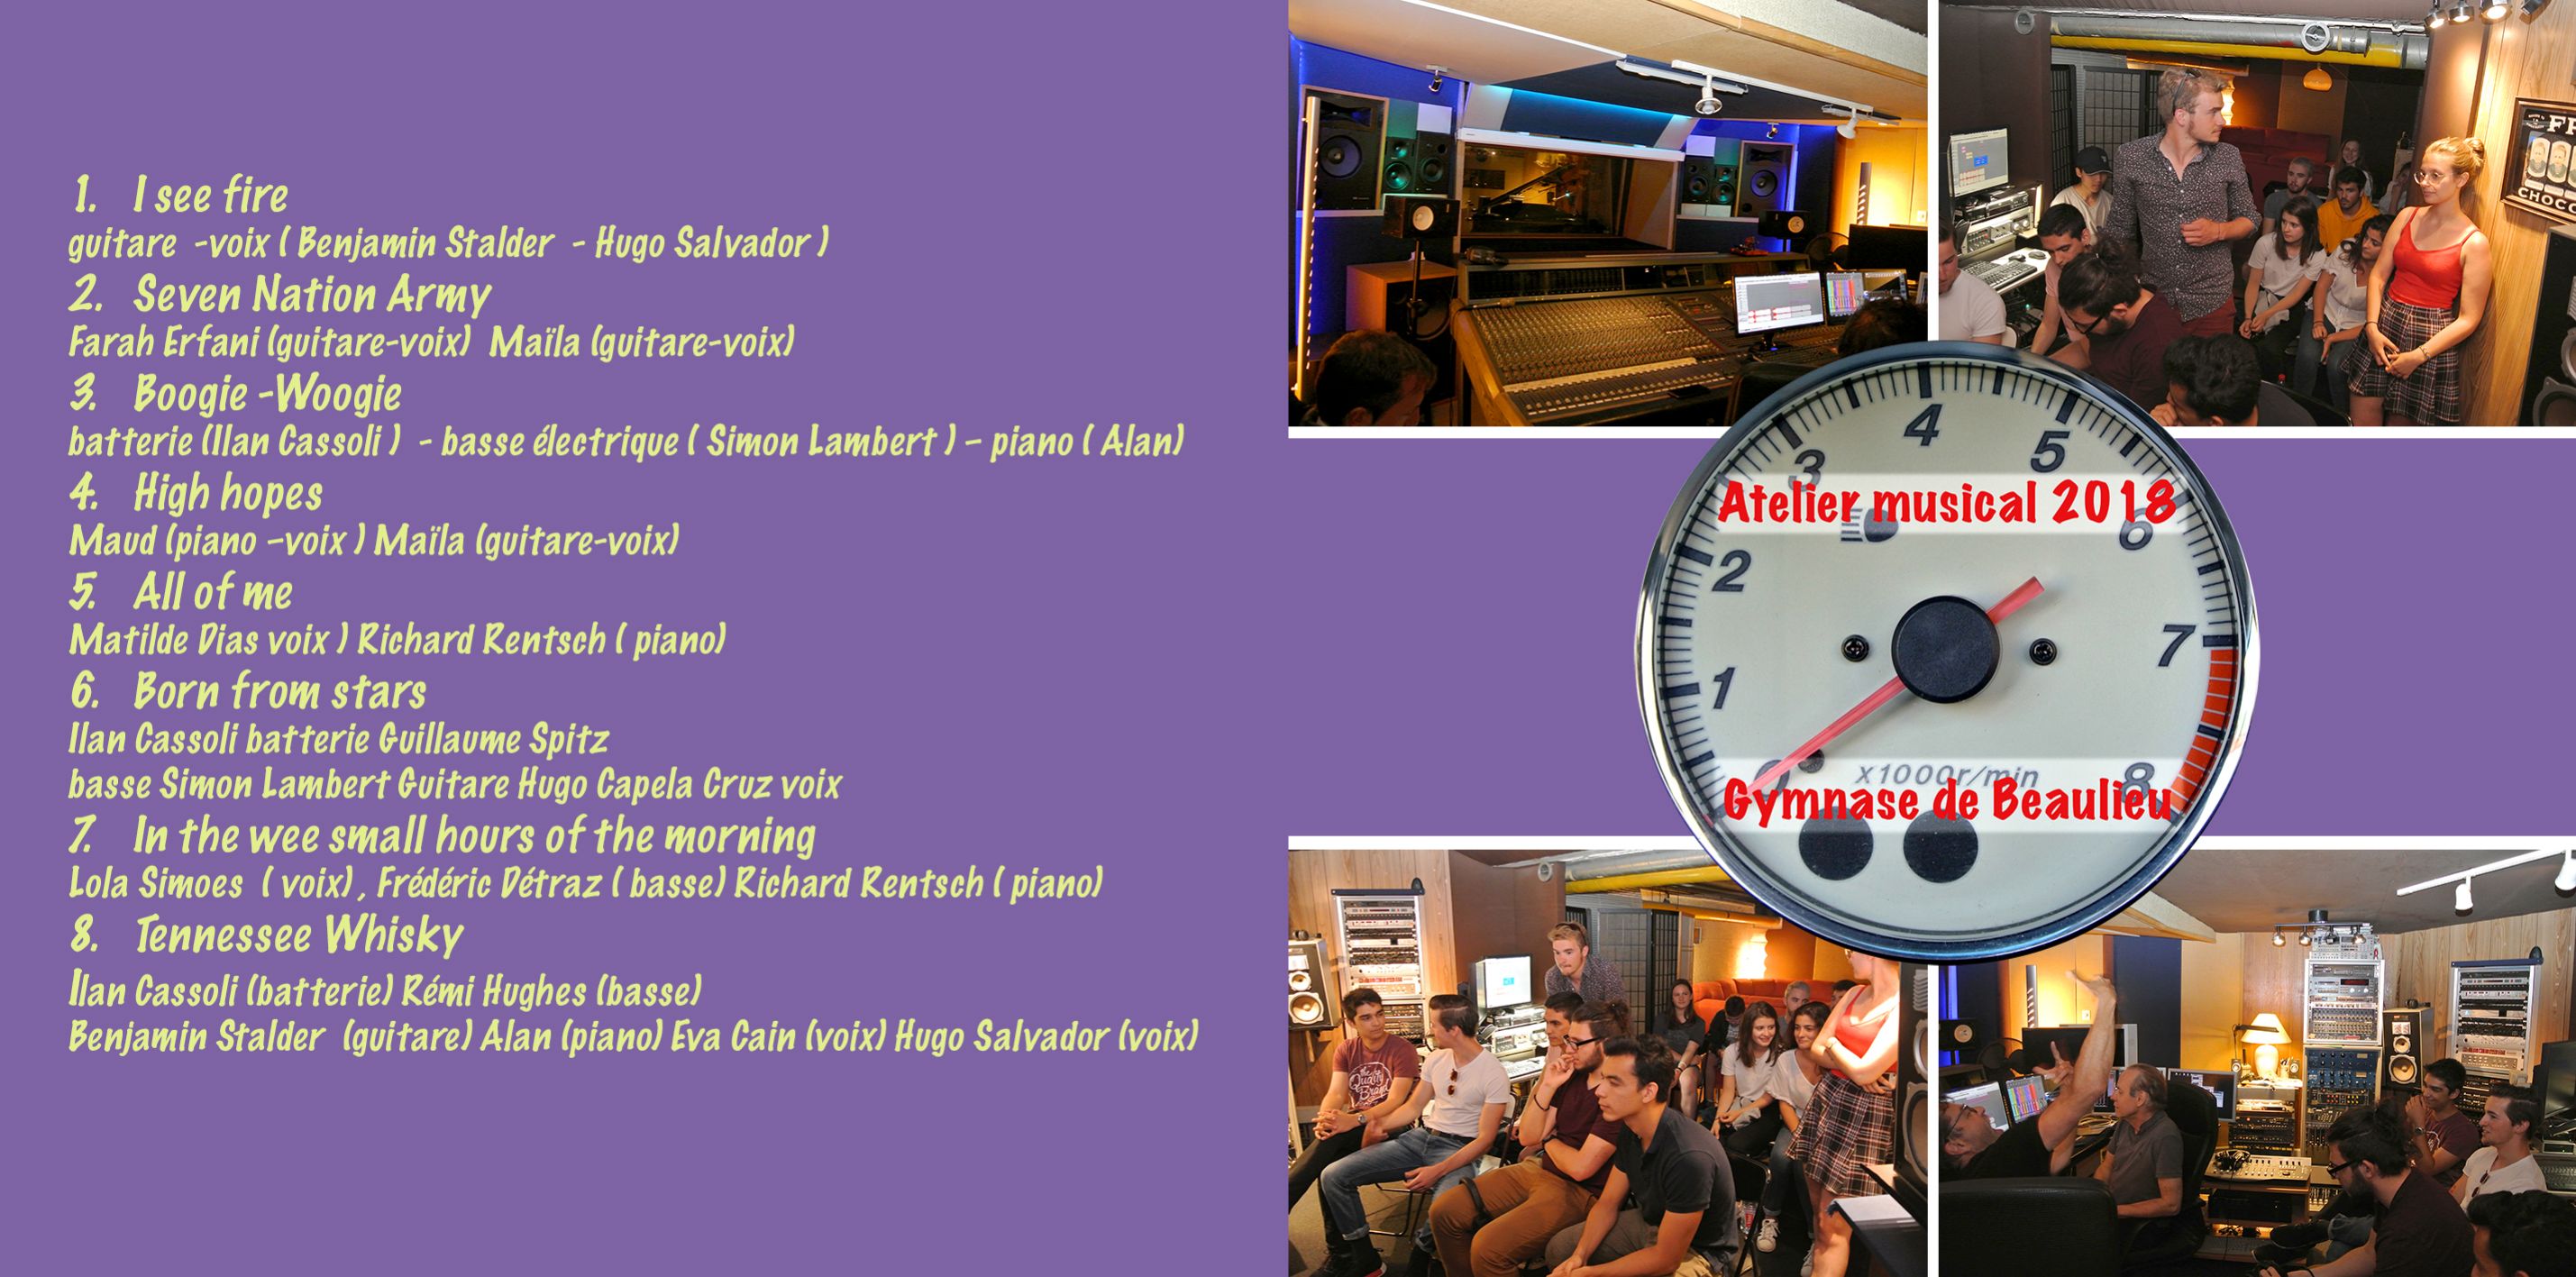 1. I see fire
guitare -voix ( Benjamin Stalder - Hugo Salvador )
2. Seven Nation Army
Farah Erfani (guitare-voix) Maïla (guitare-voix)
3. Boogie -Woogie
batterie (Ilan Cassoli ) - basse électrique ( Simon Lambert ) – piano ( Alan)
4. High hopes
Maud (piano –voix ) Maïla (guitare-voix)
5. All of me
Matilde Dias voix ) Richard Rentsch ( piano)
6. Born from stars
Ilan Cassoli batterie Guillaume Spitz
basse Simon Lambert Guitare Hugo Capela Cruz voix
7. In the wee small hours of the morning
Lola Simoes ( voix) , Frédéric Détraz ( basse) Richard Rentsch ( piano)
8. Tennessee Whisky
Ilan Cassoli (batterie) Rémi Hughes (basse)
Benjamin Stalder (guitare) Alan (piano) Eva Cain (voix) Hugo Salvador (voix)
CHOCO
4
3 5
Atelier musical 2018
6
2
7
1
x1000r/min
0 8
Gymnase de Beaulieu